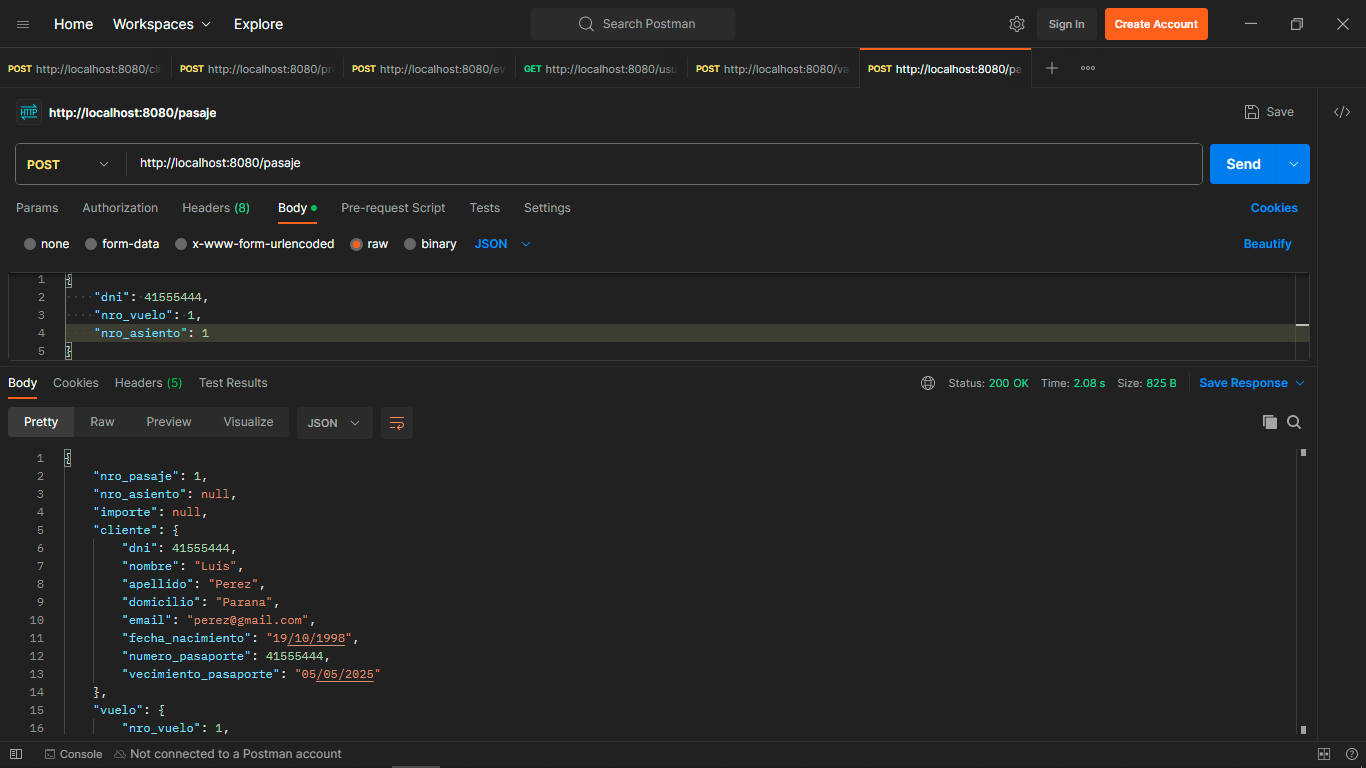 Home Workspaces Explore Search Postman Sign In Create Account
POST http://localhost:8080/cli POST http://localhost:8080/pr POST http://localhost:8080/ev GET http://localhost:8080/usu POST http://localhost:8080/va POST http://localhost:8080/pa
HTTP http://localhost:8080/pasaje Save
POST http://localhost:8080/pasaje Send
Params Authorization Headers (8) Body Pre-request Script Tests Settings Cookies
none form-data x-www-form-urlencoded raw binary JSON Beautify
1 {
2 "dni": 41555444,
3 "nro_vuelo": 1,
4 "nro_asiento": 1
5 }
Body Cookies Headers (5) Test Results Status: 200 OK Time: 2.08 s Size: 825 B Save Response
Pretty Raw Preview Visualize JSON
1 {
2 "nro_pasaje": 1,
3 "nro_asiento": null,
4 "importe": null,
5 "cliente": {
6 "dni": 41555444,
7 "nombre": "Luis",
8 "apellido": "Perez",
9 "domicilio": "Parana",
10 "email": "perez@gmail.com",
11 "fecha_nacimiento": "19/10/1998",
12 "numero_pasaporte": 41555444,
13 "vecimiento_pasaporte": "05/05/2025"
14 },
15 "vuelo": {
16 "nro_vuelo": 1,
Console Not connected to a Postman account